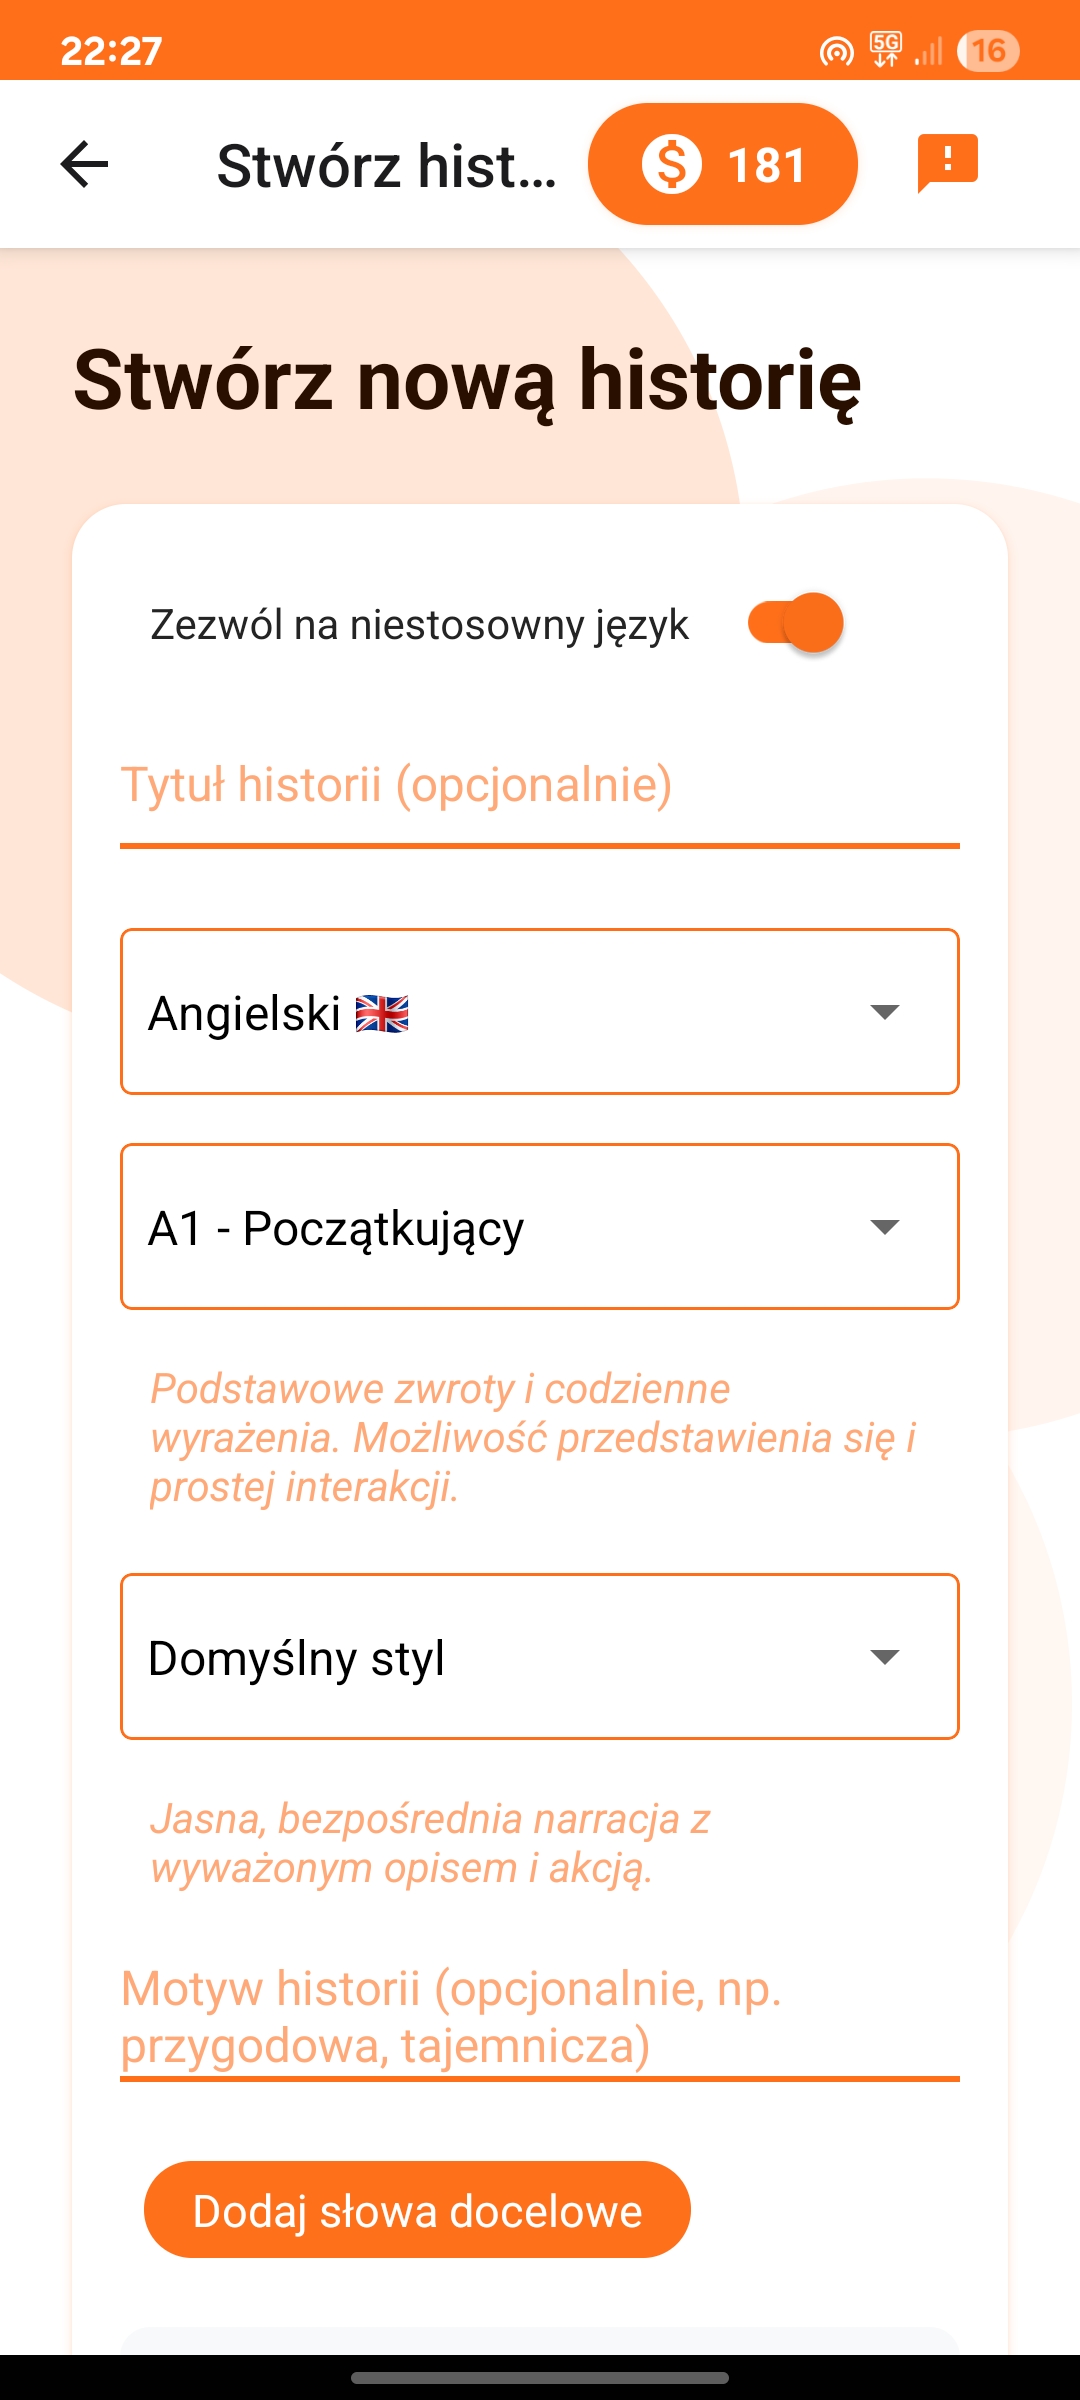 22:27
5G
16
Stwórz hist...
$ 181
Stwórz nową historię
Zezwól na niestosowny język
Tytuł historii (opcjonalnie)
Angielski 🇬🇧
A1 - Początkujący
Podstawowe zwroty i codzienne
wyrażenia. Możliwość przedstawienia się i
prostej interakcji.
Domyślny styl
Jasna, bezpośrednia narracja z
wyważonym opisem i akcją.
Motyw historii (opcjonalnie, np.
przygodowa, tajemnicza)
Dodaj słowa docelowe